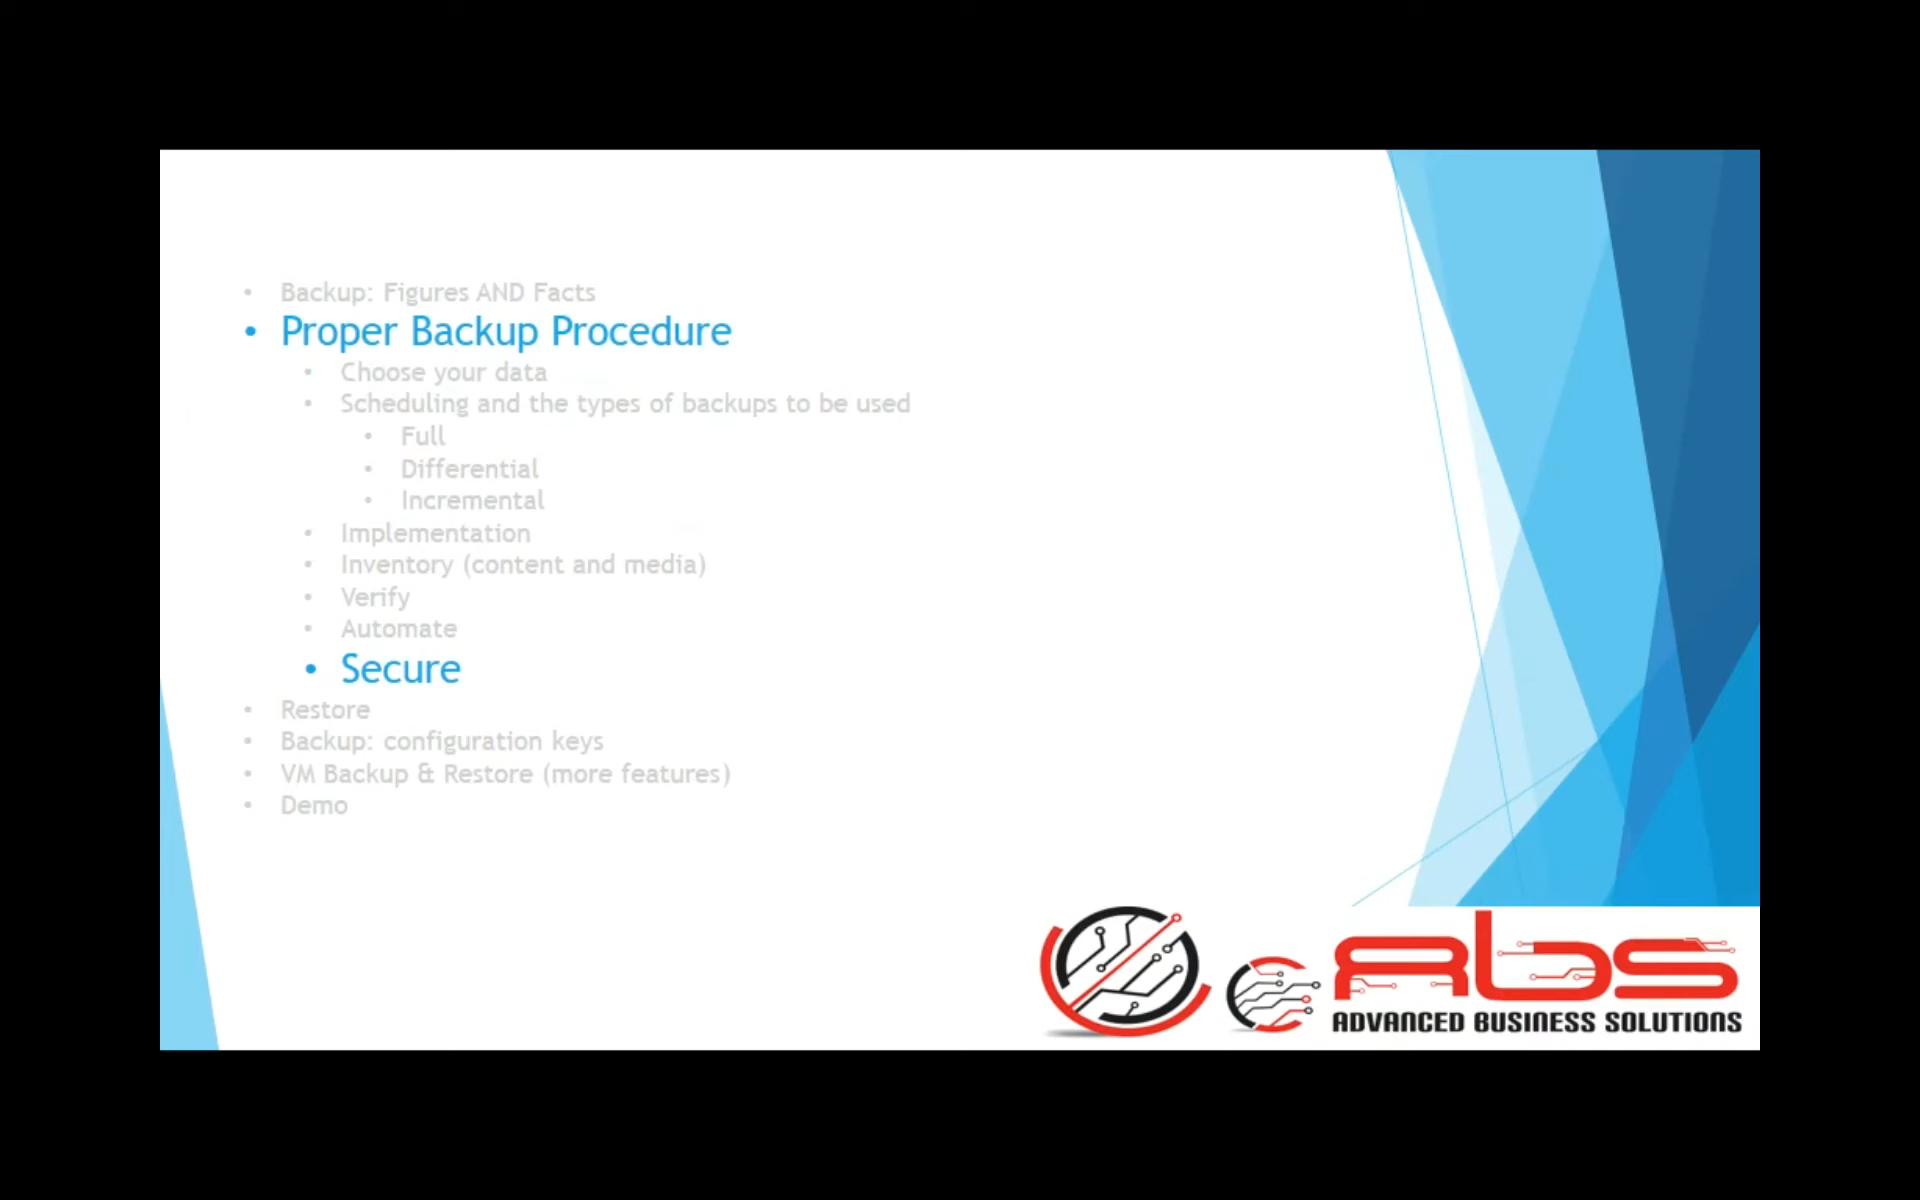 • Backup: Figures AND Facts
• Proper Backup Procedure
• Choose your data
• Scheduling and the types of backups to be used
• Full
• Differential
• Incremental
• Implementation
• Inventory (content and media)
• Verify
• Automate
• Secure
• Restore
• Backup: configuration keys
• VM Backup & Restore (more features)
• Demo
Abs
ADVANCED BUSINESS SOLUTIONS